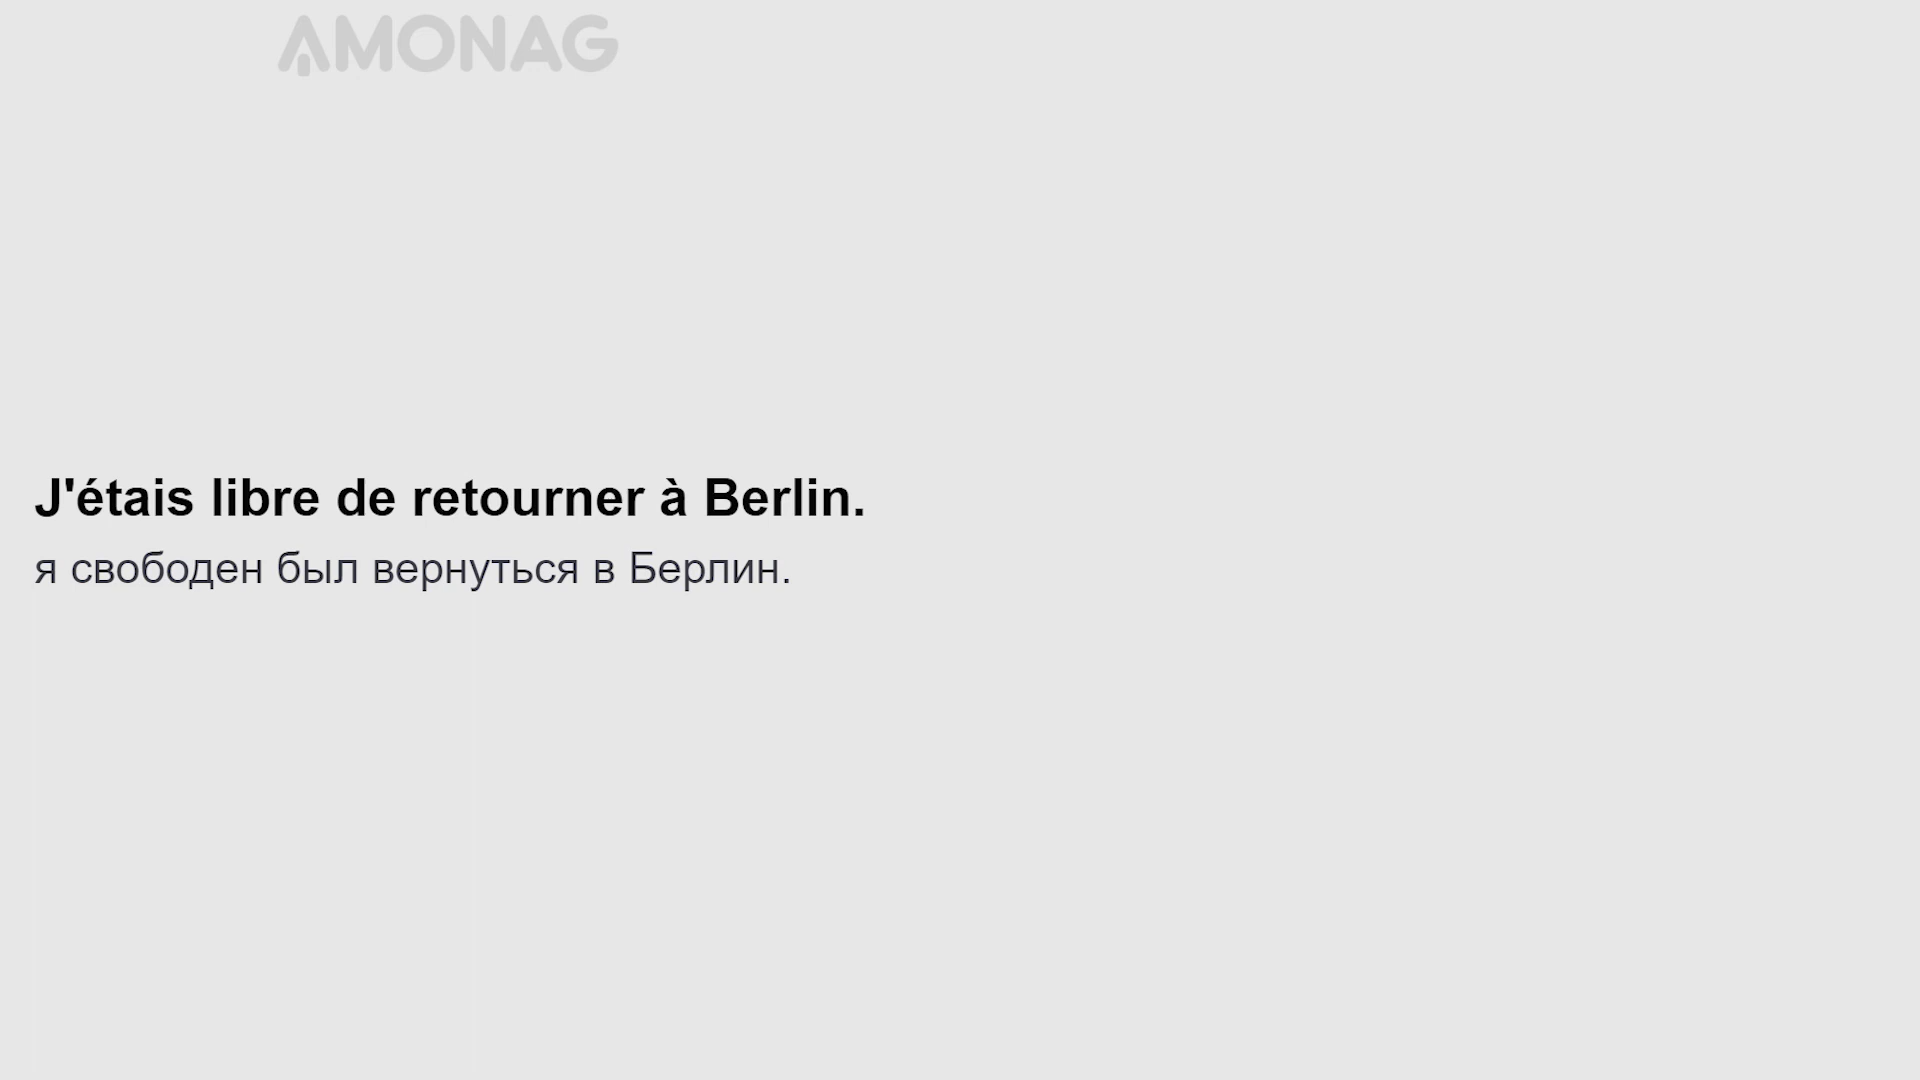 AMONAG
J'étais libre de retourner à Berlin.
я свободен был вернуться в Берлин.